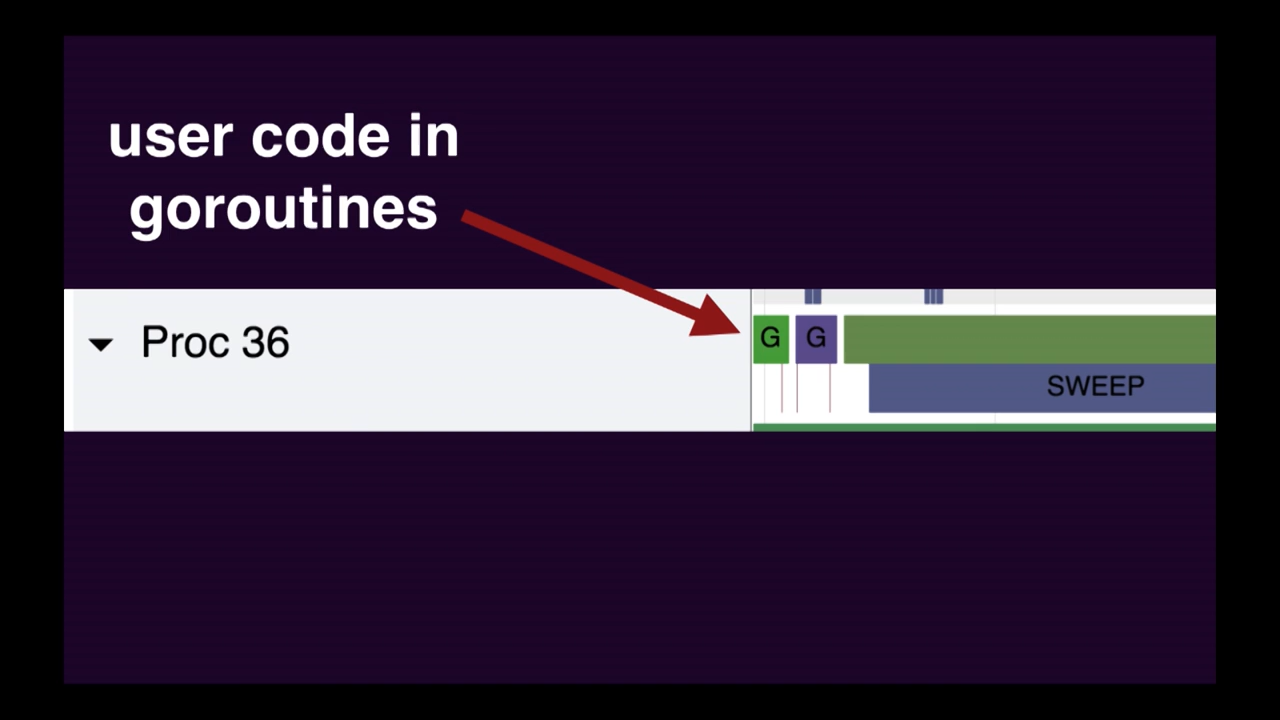 user code in
goroutines
Proc 36
G G
SWEEP